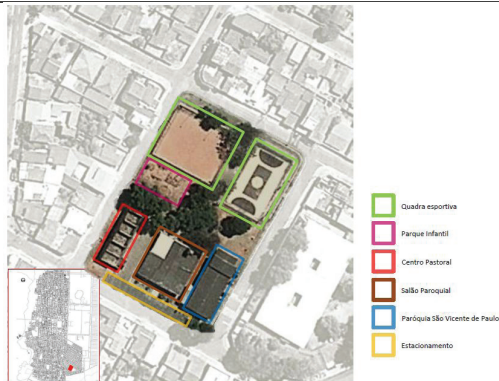 Quadra esportiva
Parque Infantil
Centro Pastoral
Salão Paroquial
Paróquia São Vicente de Paulo
Estacionamento